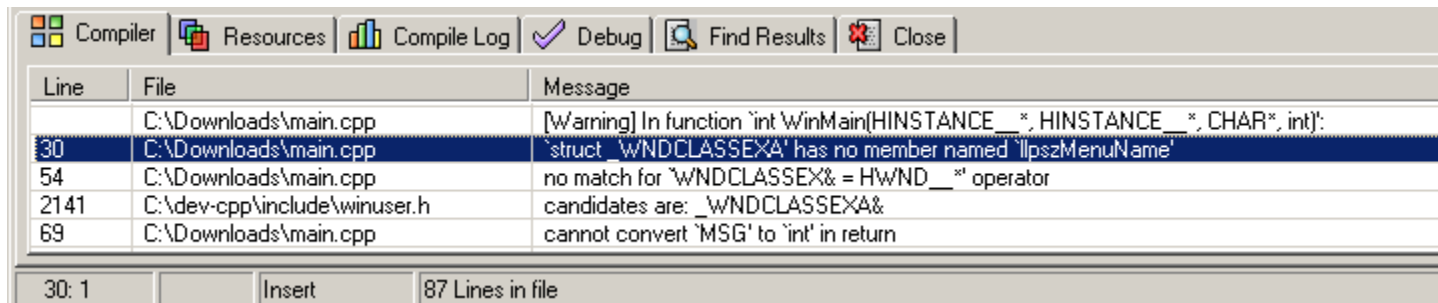 Compiler Resources Compile Log Debug Find Results Close
Line File Message
C:\Downloads\main.cpp [Warning] In function `int WinMain(HINSTANCE__*, HINSTANCE__*, CHAR*, int)':
30 C:\Downloads\main.cpp `struct _WNDCLASSEXA' has no member named `llpszMenuName'
54 C:\Downloads\main.cpp no match for `WNDCLASSEX& = HWND__*' operator
2141 C:\dev-cpp\include\winuser.h candidates are: _WNDCLASSEXA&
69 C:\Downloads\main.cpp cannot convert `MSG' to `int' in return
30: 1 Insert 87 Lines in file